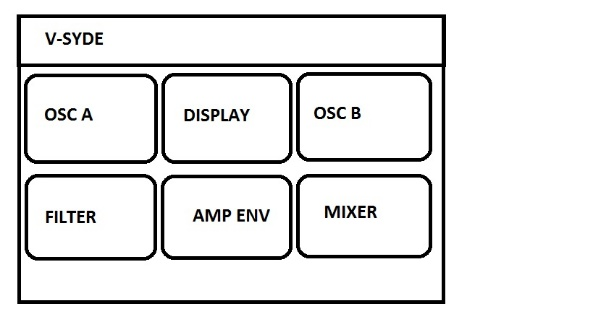 V-SYDE
OSC A
DISPLAY
OSC B
FILTER
AMP ENV
MIXER